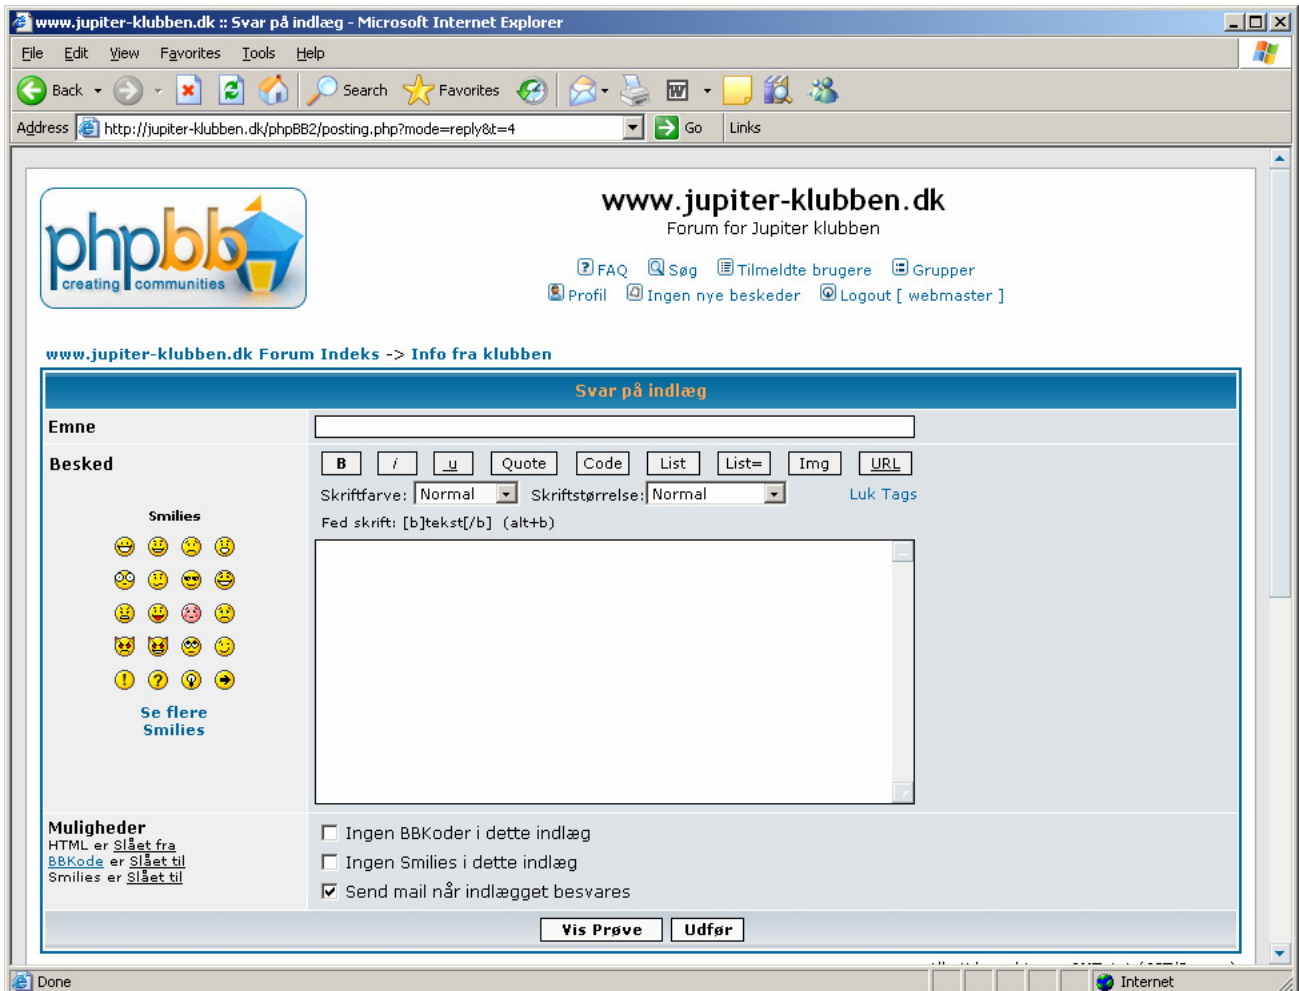 www.jupiter-klubben.dk :: Svar på indlæg - Microsoft Internet Explorer
File Edit View Favorites Tools Help
Back Search Favorites
Address http://jupiter-klubben.dk/phpBB2/posting.php?mode=reply&t=4 Go Links
phpbb
creating communities
www.jupiter-klubben.dk
Forum for Jupiter klubben
FAQ Søg Tilmeldte brugere Grupper
Profil Ingen nye beskeder Logout [ webmaster ]
www.jupiter-klubben.dk Forum Indeks -> Info fra klubben
Svar på indlæg
Emne
Besked
B i u Quote Code List List= Img URL
Skriftfarve: Normal Skriftstørrelse: Normal Luk Tags
Fed skrift: [b]tekst[/b] (alt+b)
Smilies
Se flere
Smilies
Muligheder
HTML er Slået fra
BBKode er Slået til
Smilies er Slået til
Ingen BBKoder i dette indlæg
Ingen Smilies i dette indlæg
Send mail når indlægget besvares
Vis Prøve Udfør
Done Internet